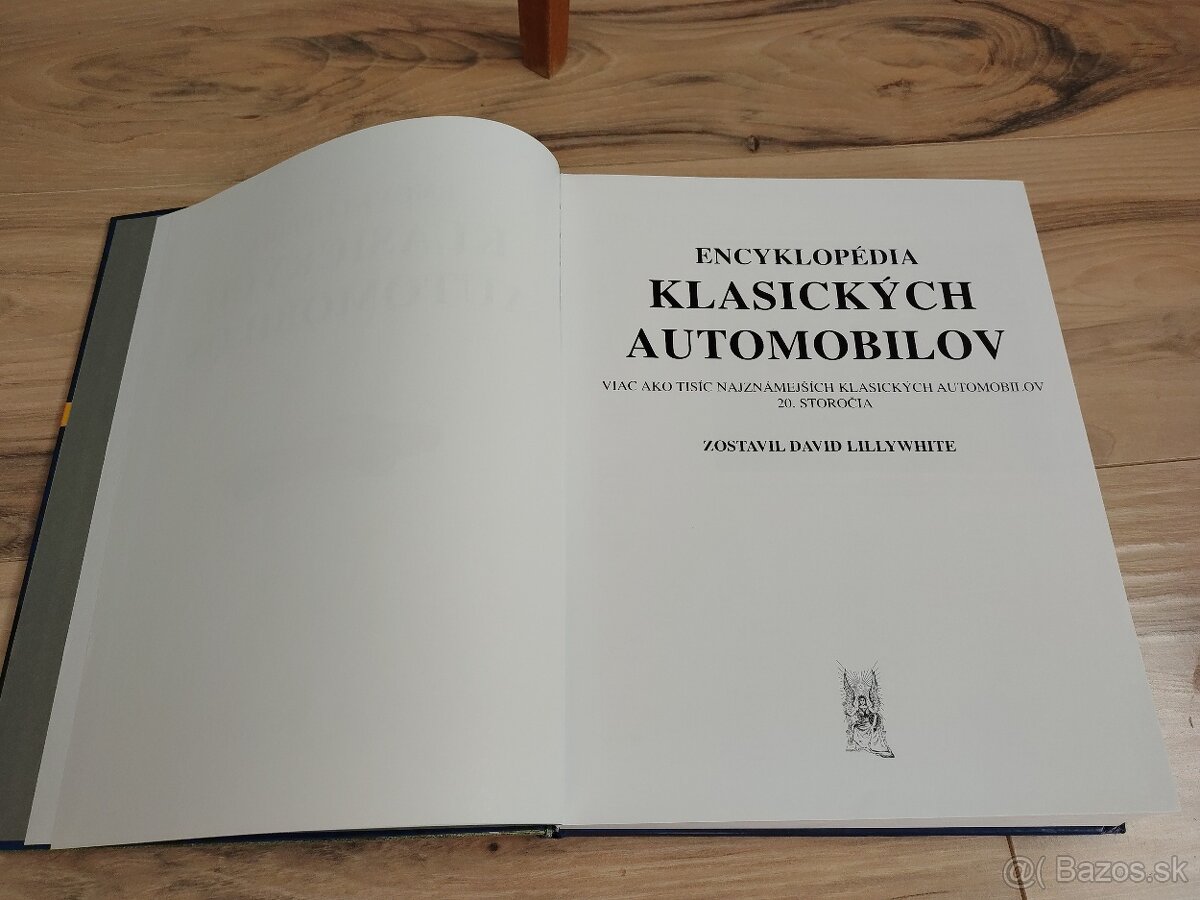 ENCYKLOPÉDIA
KLASICKÝCH
AUTOMOBILOV
VIAC AKO TISÍC NAJZNÁMEJŠÍCH KLASICKÝCH AUTOMOBILOV
20. STOROČIA
ZOSTAVIL DAVID LILLYWHITE
@( Bazos.sk